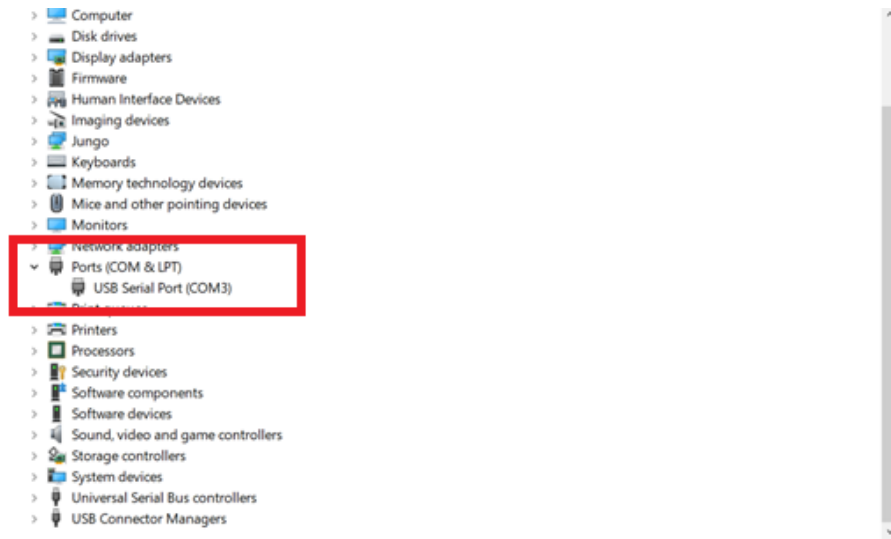 Computer
Disk drives
Display adapters
Firmware
Human Interface Devices
Imaging devices
Jungo
Keyboards
Memory technology devices
Mice and other pointing devices
Monitors
Network adapters
Ports (COM & LPT)
USB Serial Port (COM3)
Print queues
Printers
Processors
Security devices
Software components
Software devices
Sound, video and game controllers
Storage controllers
System devices
Universal Serial Bus controllers
USB Connector Managers